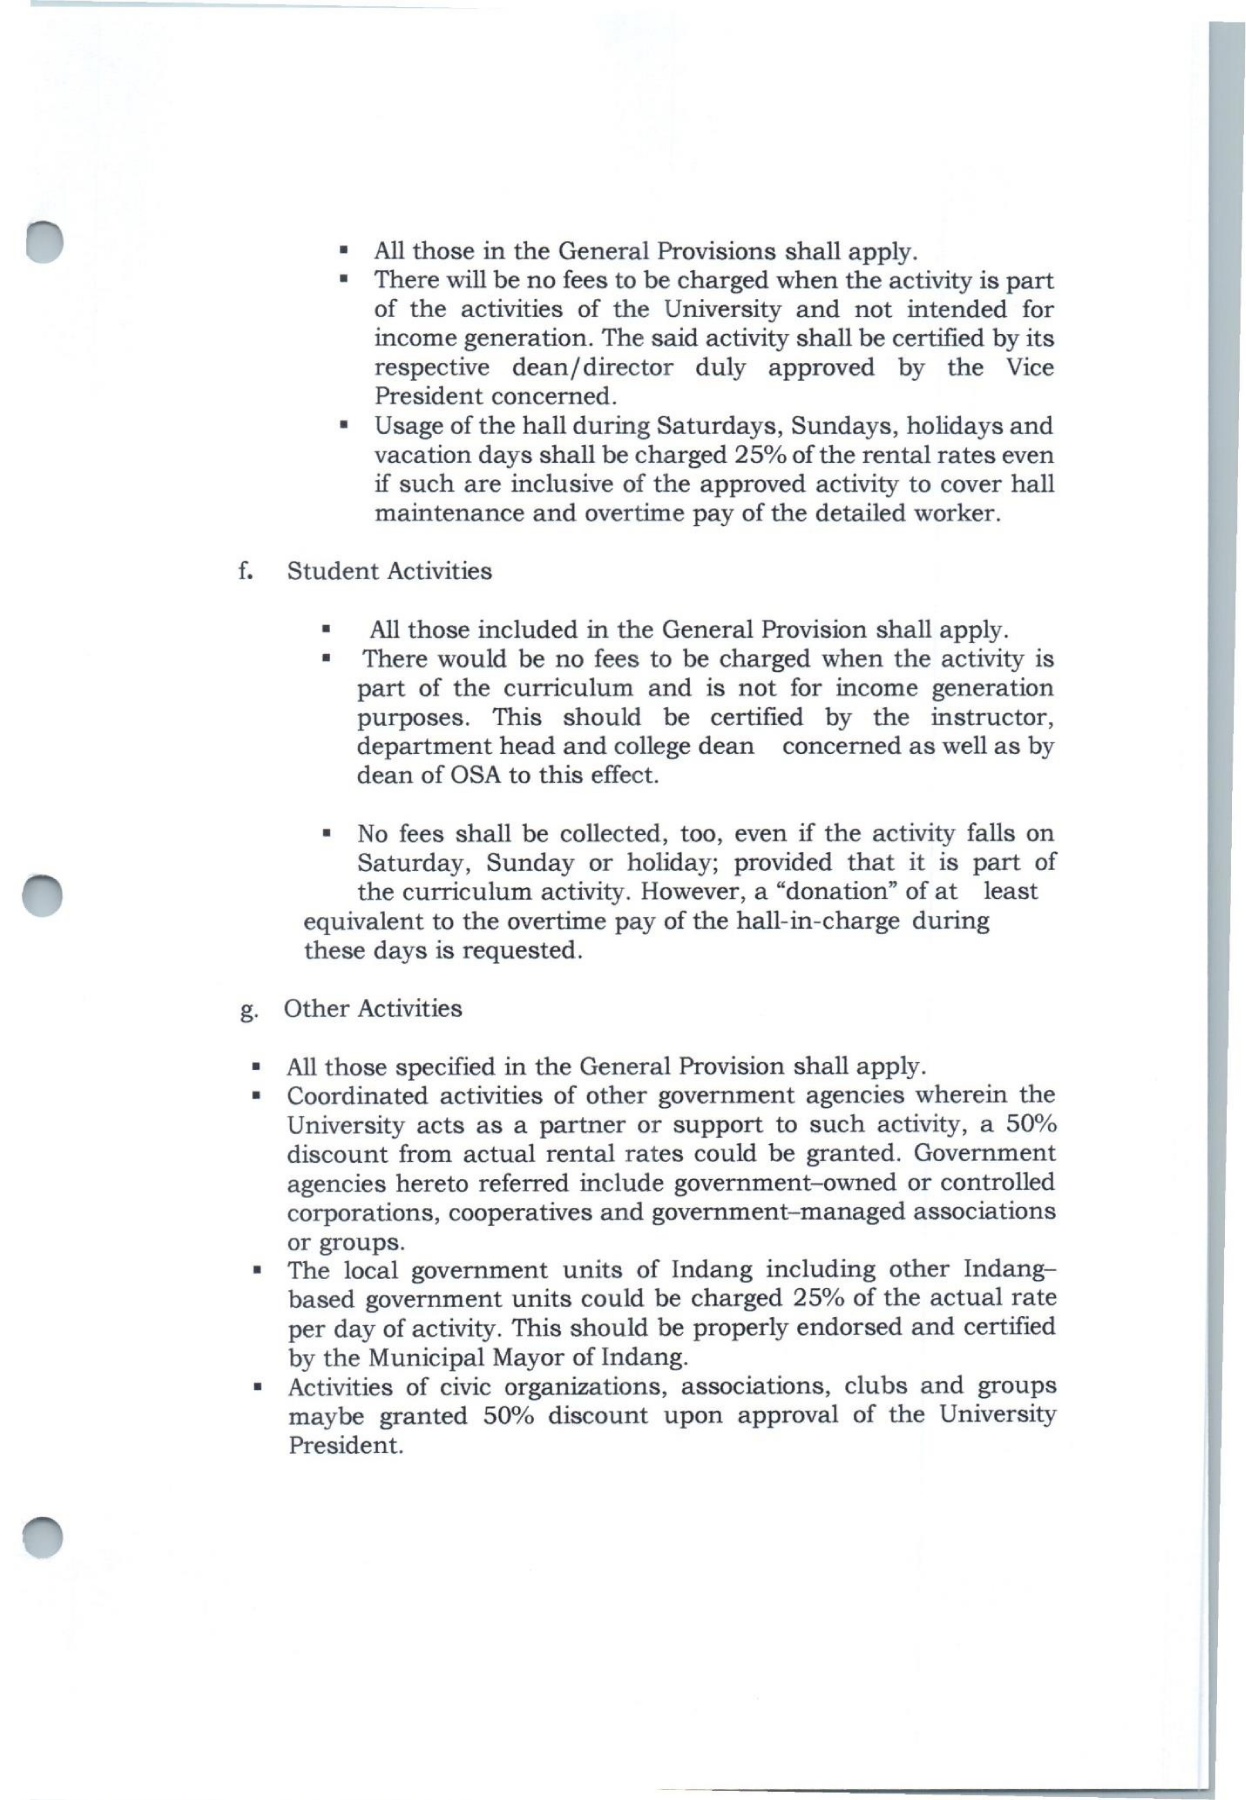 ▪ All those in the General Provisions shall apply.
▪ There will be no fees to be charged when the activity is part
of the activities of the University and not intended for
income generation. The said activity shall be certified by its
respective dean/director duly approved by the Vice
President concerned.
▪ Usage of the hall during Saturdays, Sundays, holidays and
vacation days shall be charged 25% of the rental rates even
if such are inclusive of the approved activity to cover hall
maintenance and overtime pay of the detailed worker.
f. Student Activities
▪ All those included in the General Provision shall apply.
▪ There would be no fees to be charged when the activity is
part of the curriculum and is not for income generation
purposes. This should be certified by the instructor,
department head and college dean concerned as well as by
dean of OSA to this effect.
▪ No fees shall be collected, too, even if the activity falls on
Saturday, Sunday or holiday; provided that it is part of
the curriculum activity. However, a “donation” of at least
equivalent to the overtime pay of the hall-in-charge during
these days is requested.
g. Other Activities
▪ All those specified in the General Provision shall apply.
▪ Coordinated activities of other government agencies wherein the
University acts as a partner or support to such activity, a 50%
discount from actual rental rates could be granted. Government
agencies hereto referred include government–owned or controlled
corporations, cooperatives and government–managed associations
or groups.
▪ The local government units of Indang including other Indang–
based government units could be charged 25% of the actual rate
per day of activity. This should be properly endorsed and certified
by the Municipal Mayor of Indang.
▪ Activities of civic organizations, associations, clubs and groups
maybe granted 50% discount upon approval of the University
President.